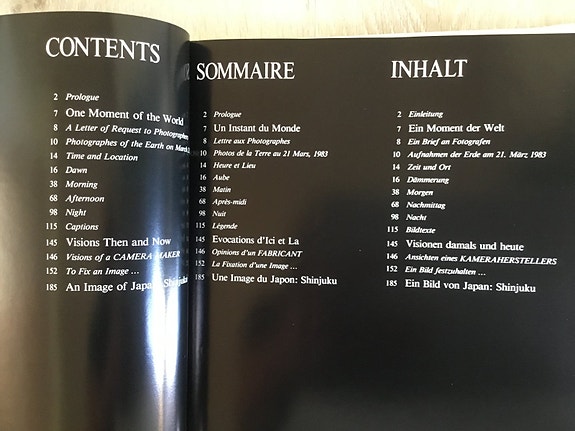 CONTENTS
2 Prologue
7 One Moment of the World
8 A Letter of Request to Photographers
10 Photographes of the Earth on March
14 Time and Location
16 Dawn
38 Morning
68 Afternoon
98 Night
115 Captions
145 Visions Then and Now
146 Visions of a CAMERA MAKER
152 To Fix an Image ...
185 An Image of Japan: Shinjuku
SOMMAIRE
2 Prologue
7 Un Instant du Monde
8 Lettre aux Photographes
10 Photos de la Terre au 21 Mars, 1983
14 Heure et Lieu
16 Aube
38 Matin
68 Après-midi
98 Nuit
115 Légende
145 Evocations d'Ici et La
146 Opinions d'un FABRICANT
152 La Fixation d'une Image ...
185 Une Image du Japon: Shinjuku
INHALT
2 Einleitung
7 Ein Moment der Welt
8 Ein Brief an Fotografen
10 Aufnahmen der Erde am 21. März 1983
14 Zeit und Ort
16 Dämmerung
38 Morgen
68 Nachmittag
98 Nacht
115 Bildtexte
145 Visionen damals und heute
146 Ansichten eines KAMERAHERSTELLERS
152 Ein Bild festzuhalten ...
185 Ein Bild von Japan: Shinjuku